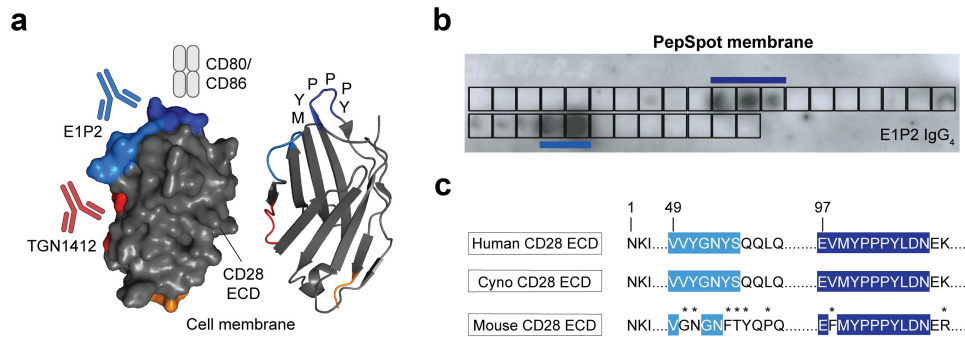 a
CD80/
CD86
E1P2
TGN1412
CD28
ECD
Cell membrane
M Y P P P Y
b
PepSpot membrane
E1P2 IgG4
c
1 49 97
Human CD28 ECD NKI....VVYGNYSQQLQ........EVMYPPPYLDNEK...
Cyno CD28 ECD NKI....VVYGNYSQQLQ........EVMYPPPYLDNEK...
* * * * * * * *
Mouse CD28 ECD NKI....VGNGNFTYQPQ........EFMYPPPYLDNER...